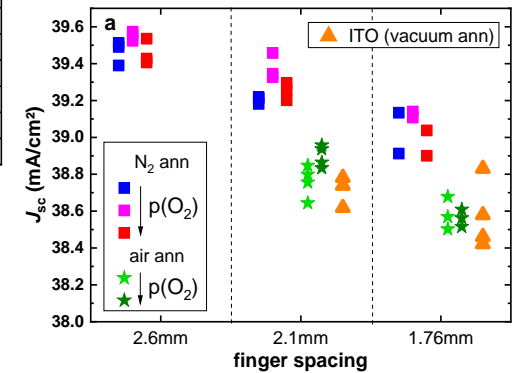 a
ITO (vacuum ann)
39.6
39.4
39.2
39.0
38.8
38.6
38.4
38.2
38.0
J_sc (mA/cm²)
N₂ ann
p(O₂)
air ann
p(O₂)
2.6mm
2.1mm
1.76mm
finger spacing